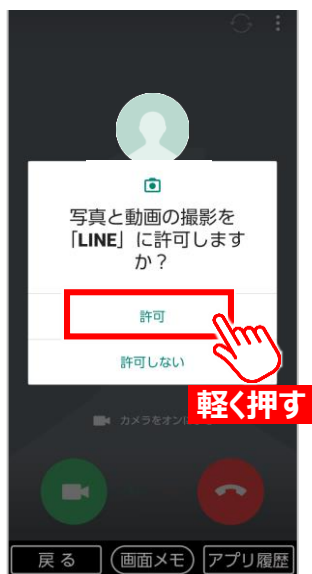 写真と動画の撮影を
「LINE」に許可します
か？
許可
許可しない
軽く押す
カメラをオンに
戻る
画面メモ
アプリ履歴